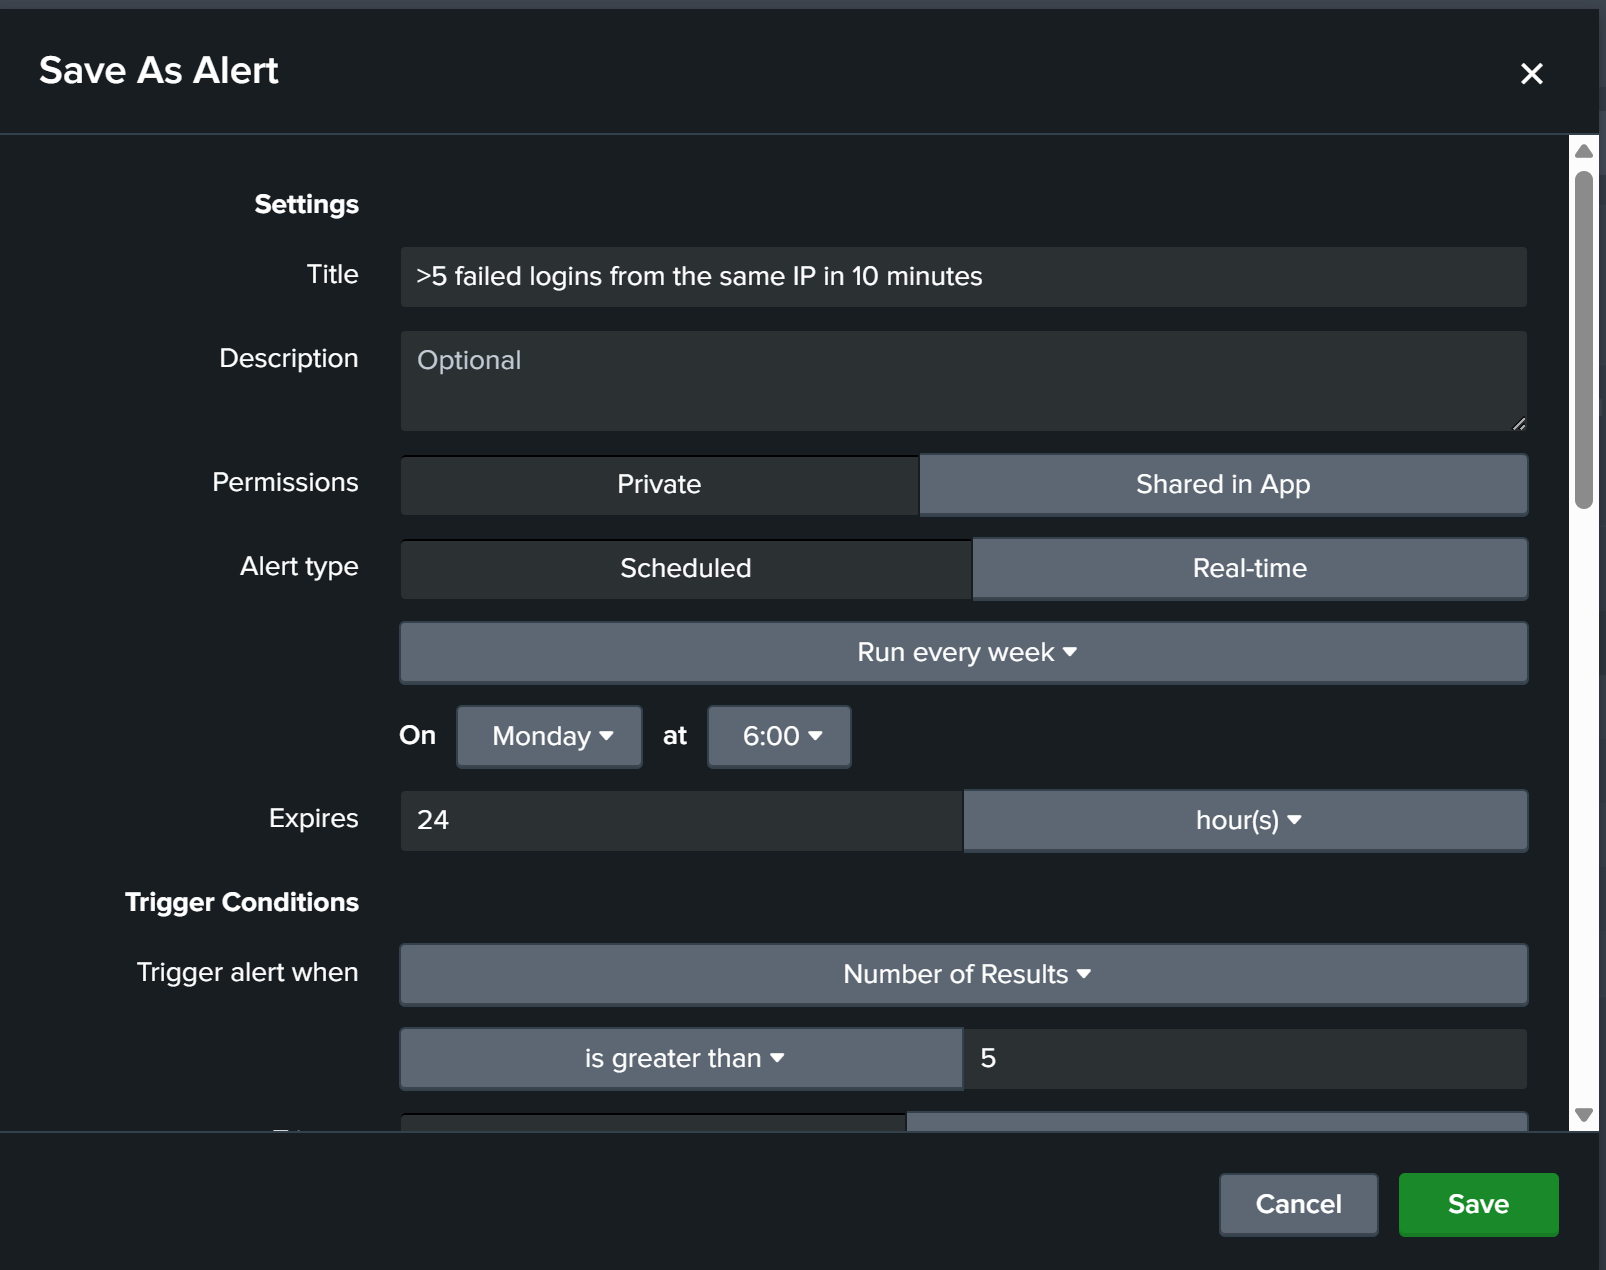 Save As Alert
Settings
Title >5 failed logins from the same IP in 10 minutes
Description Optional
Permissions Private Shared in App
Alert type Scheduled Real-time
Run every week
On Monday at 6:00
Expires 24 hour(s)
Trigger Conditions
Trigger alert when Number of Results
is greater than 5
Cancel Save